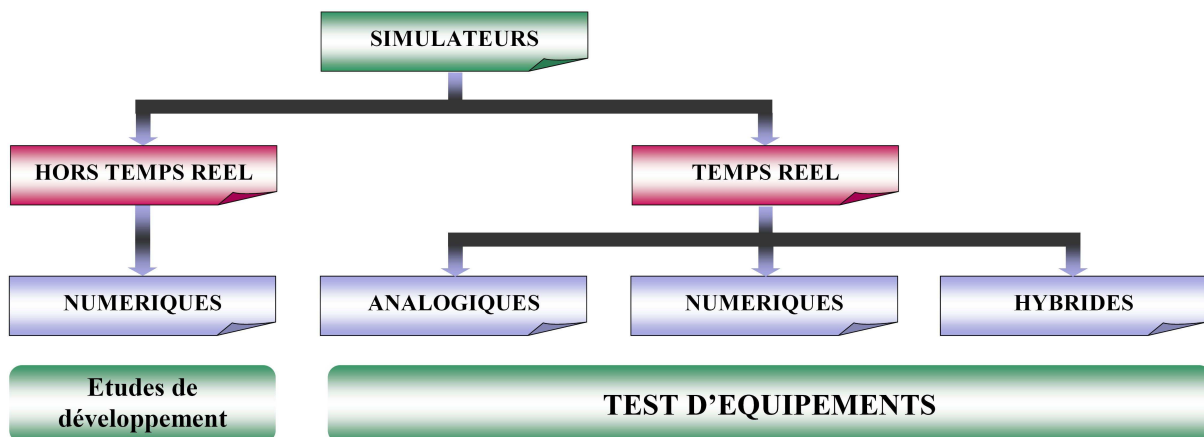 SIMULATEURS
HORS TEMPS REEL
TEMPS REEL
NUMERIQUES
ANALOGIQUES
NUMERIQUES
HYBRIDES
Etudes de
développement
TEST D’EQUIPEMENTS